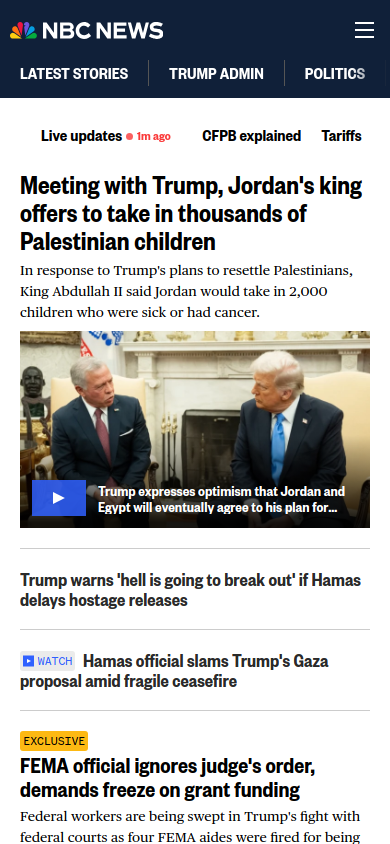 NBC NEWS
LATEST STORIES
TRUMP ADMIN
POLITICS
Live updates 1m ago
CFPB explained
Tariffs
Meeting with Trump, Jordan's king
offers to take in thousands of
Palestinian children
In response to Trump's plans to resettle Palestinians,
King Abdullah II said Jordan would take in 2,000
children who were sick or had cancer.
Trump expresses optimism that Jordan and
Egypt will eventually agree to his plan for...
Trump warns 'hell is going to break out' if Hamas
delays hostage releases
WATCH Hamas official slams Trump's Gaza
proposal amid fragile ceasefire
EXCLUSIVE
FEMA official ignores judge's order,
demands freeze on grant funding
Federal workers are being swept in Trump's fight with
federal courts as four FEMA aides were fired for being